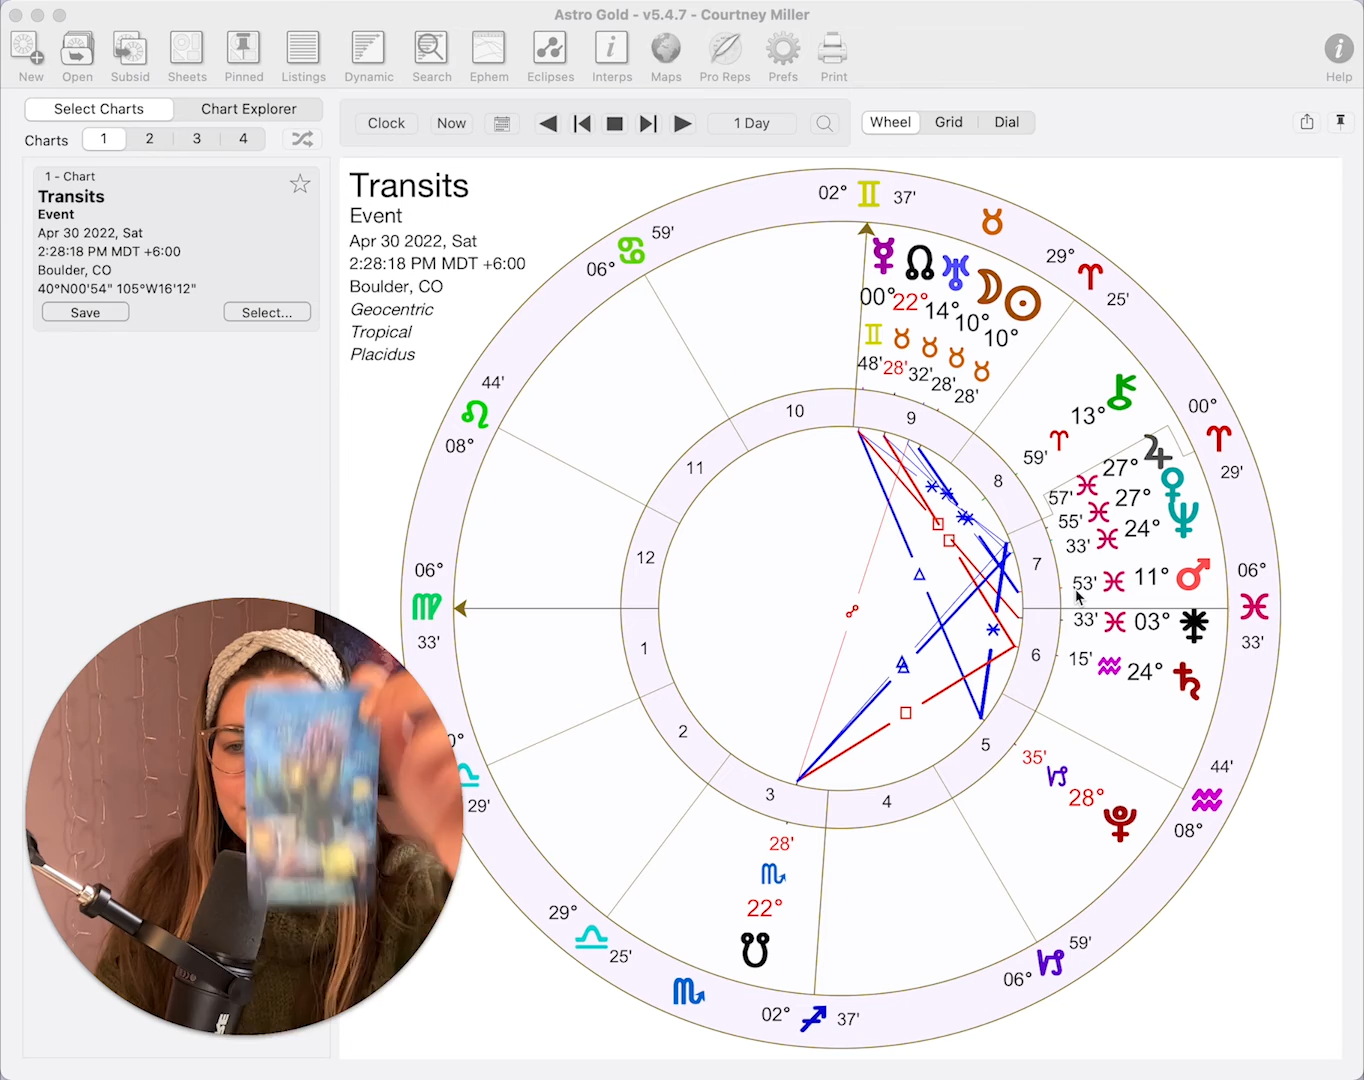 Astro Gold - v5.4.7 - Courtney Miller
New Open Subsid Sheets Pinned Listings Dynamic Search Ephem Eclipses Interps Maps Pro Reps Prefs Print Help
Select Charts Chart Explorer
Charts 1 2 3 4
Clock Now 1 Day Wheel Grid Dial
1 - Chart
Transits
Event
Apr 30 2022, Sat
2:28:18 PM MDT +6:00
Boulder, CO
40°N00'54" 105°W16'12"
Save Select...
Transits
Event
Apr 30 2022, Sat
2:28:18 PM MDT +6:00
Boulder, CO
Geocentric
Tropical
Placidus
02° ♊ 37'
♉
29° ♈ 25'
06° ♋ 59'
44' ♌ 08°
06° ♍ 33'
0° ♎ 29'
29° ♎ 25'
♏
02° ♐ 37'
06° ♑ 59'
44' ♒ 08°
06° ♓ 33'
00° ♈ 29'
☿ 00° ♊ 48'
☊ 22° ♉ 28'
♅ 14° ♉ 32'
☽ 10° ♉ 28'
☉ 10° ♉ 28'
⚷ 13° ♈ 59'
♃ 27° ♓ 57'
♀ 27° ♓ 55'
♆ 24° ♓ 33'
♂ 11° ♓ 53'
33' ♓ 03° ⚵
15' ♒ 24° ♄
35' ♑ 28° ♇
28' ♏ 22° ☋
10
9
8
7
6
5
4
3
2
1
12
11